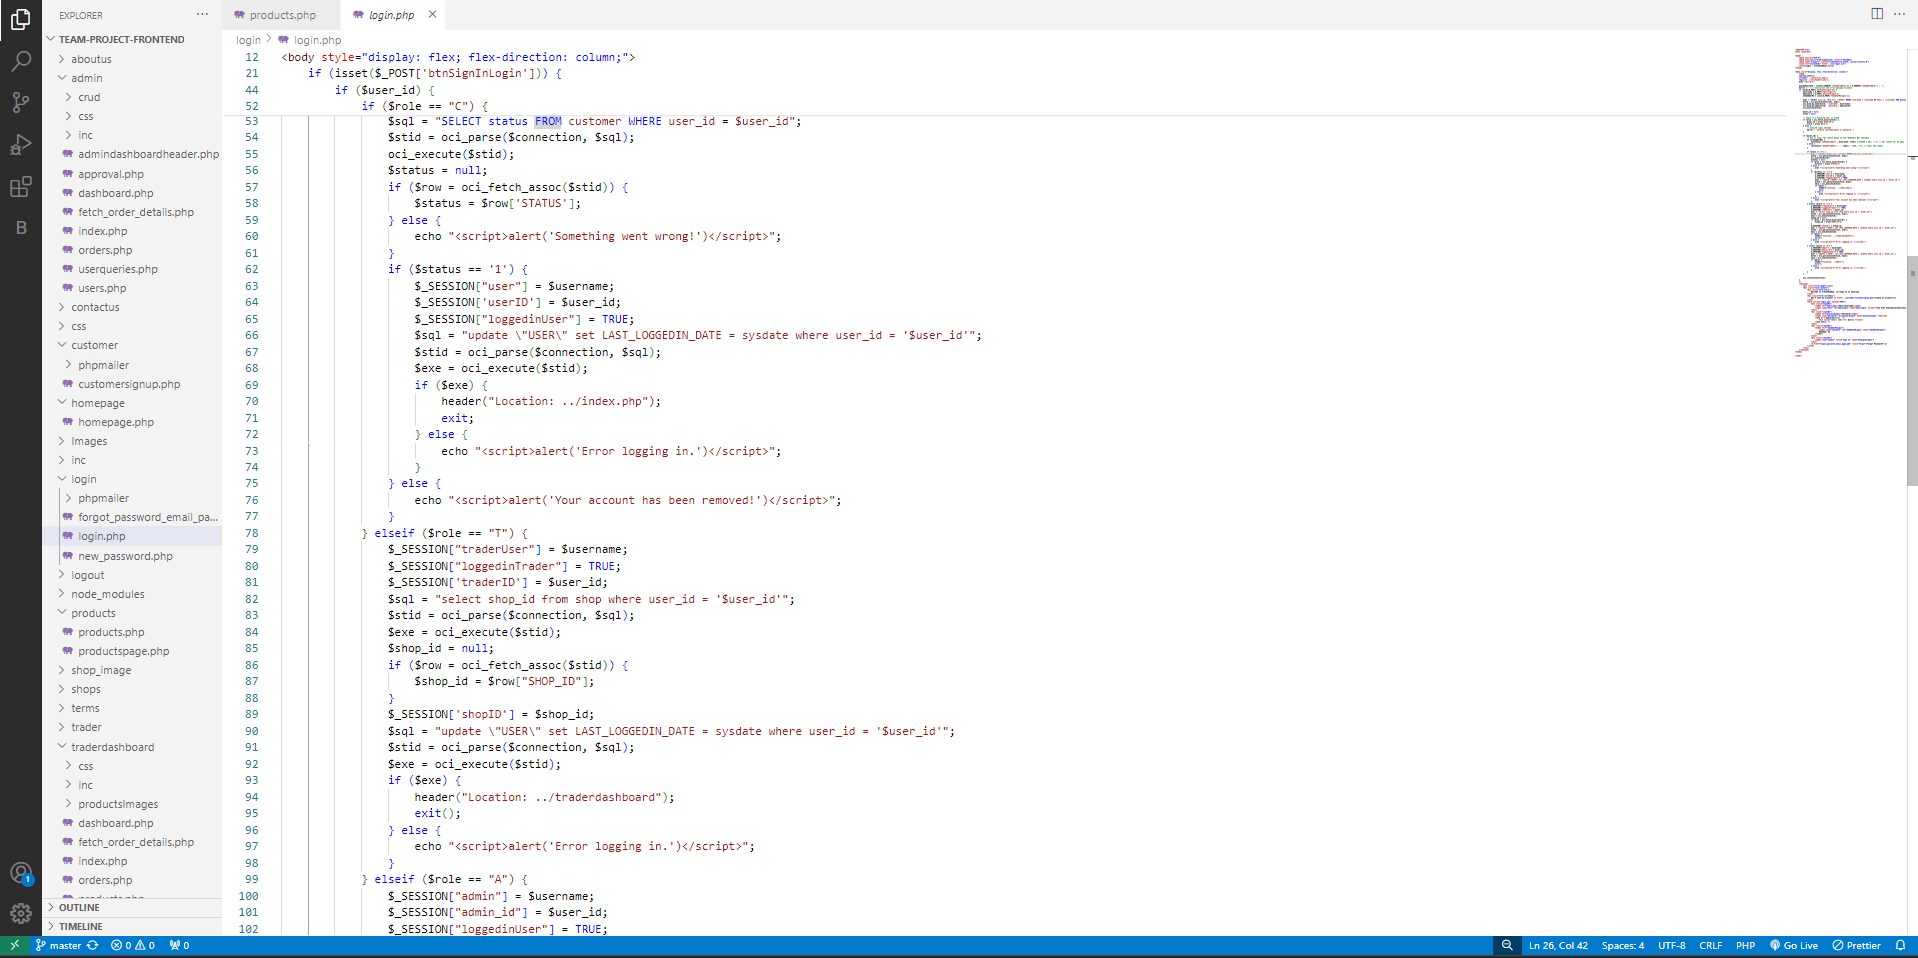 EXPLORER
TEAM-PROJECT-FRONTEND
aboutus
admin
crud
css
inc
admindashboardheader.php
approval.php
dashboard.php
fetch_order_details.php
index.php
orders.php
userqueries.php
users.php
contactus
css
customer
phpmailer
customersignup.php
homepage
homepage.php
Images
inc
login
phpmailer
forgot_password_email_pa...
login.php
new_password.php
logout
node_modules
products
products.php
productspage.php
shop_image
shops
terms
trader
traderdashboard
css
inc
productsImages
dashboard.php
fetch_order_details.php
index.php
orders.php
OUTLINE
TIMELINE
products.php
login.php
login > login.php
12 <body style="display: flex; flex-direction: column;">
21 if (isset($_POST['btnSignInLogin'])) {
44 if ($user_id) {
52 if ($role == "C") {
53 $sql = "SELECT status FROM customer WHERE user_id = $user_id";
54 $stid = oci_parse($connection, $sql);
55 oci_execute($stid);
56 $status = null;
57 if ($row = oci_fetch_assoc($stid)) {
58 $status = $row['STATUS'];
59 } else {
60 echo "<script>alert('Something went wrong!')</script>";
61 }
62 if ($status == '1') {
63 $_SESSION["user"] = $username;
64 $_SESSION['userID'] = $user_id;
65 $_SESSION["loggedinUser"] = TRUE;
66 $sql = "update \"USER\" set LAST_LOGGEDIN_DATE = sysdate where user_id = '$user_id'";
67 $stid = oci_parse($connection, $sql);
68 $exe = oci_execute($stid);
69 if ($exe) {
70 header("Location: ../index.php");
71 exit;
72 } else {
73 echo "<script>alert('Error logging in.')</script>";
74 }
75 } else {
76 echo "<script>alert('Your account has been removed!')</script>";
77 }
78 } elseif ($role == "T") {
79 $_SESSION["traderUser"] = $username;
80 $_SESSION["loggedinTrader"] = TRUE;
81 $_SESSION['traderID'] = $user_id;
82 $sql = "select shop_id from shop where user_id = '$user_id'";
83 $stid = oci_parse($connection, $sql);
84 $exe = oci_execute($stid);
85 $shop_id = null;
86 if ($row = oci_fetch_assoc($stid)) {
87 $shop_id = $row["SHOP_ID"];
88 }
89 $_SESSION['shopID'] = $shop_id;
90 $sql = "update \"USER\" set LAST_LOGGEDIN_DATE = sysdate where user_id = '$user_id'";
91 $stid = oci_parse($connection, $sql);
92 $exe = oci_execute($stid);
93 if ($exe) {
94 header("Location: ../traderdashboard");
95 exit();
96 } else {
97 echo "<script>alert('Error logging in.')</script>";
98 }
99 } elseif ($role == "A") {
100 $_SESSION["admin"] = $username;
101 $_SESSION["admin_id"] = $user_id;
102 $_SESSION["loggedinUser"] = TRUE;
B
1
master 0 0 0 Ln 26, Col 42 Spaces: 4 UTF-8 CRLF PHP Go Live Prettier